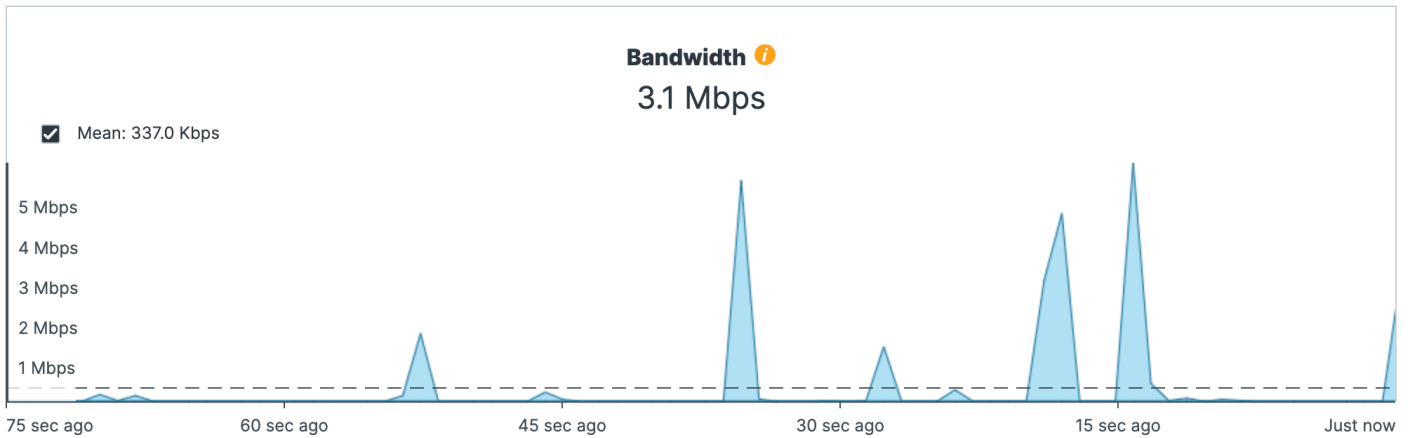 Bandwidth i
3.1 Mbps
Mean: 337.0 Kbps
5 Mbps
4 Mbps
3 Mbps
2 Mbps
1 Mbps
75 sec ago 60 sec ago 45 sec ago 30 sec ago 15 sec ago Just now